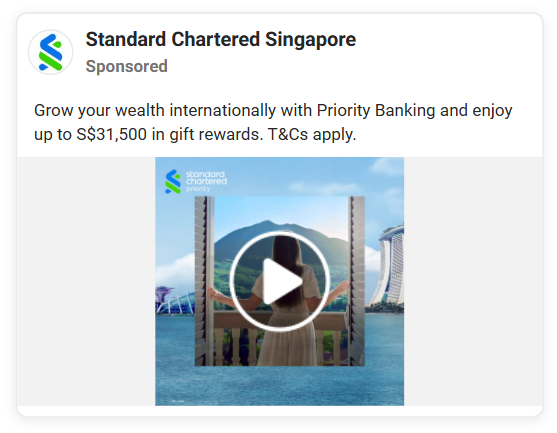 Standard Chartered Singapore
Sponsored
Grow your wealth internationally with Priority Banking and enjoy
up to S$31,500 in gift rewards. T&Cs apply.
standard
chartered
priority